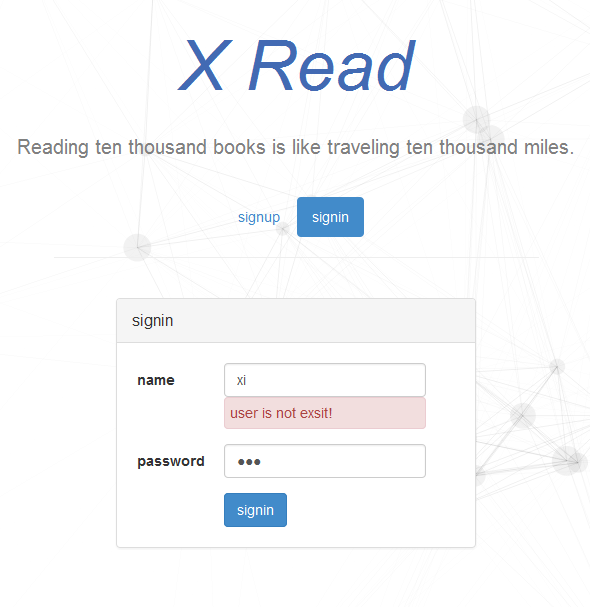 X Read
Reading ten thousand books is like traveling ten thousand miles.
signup signin
signin
name xi
user is not exsit!
password •••
signin